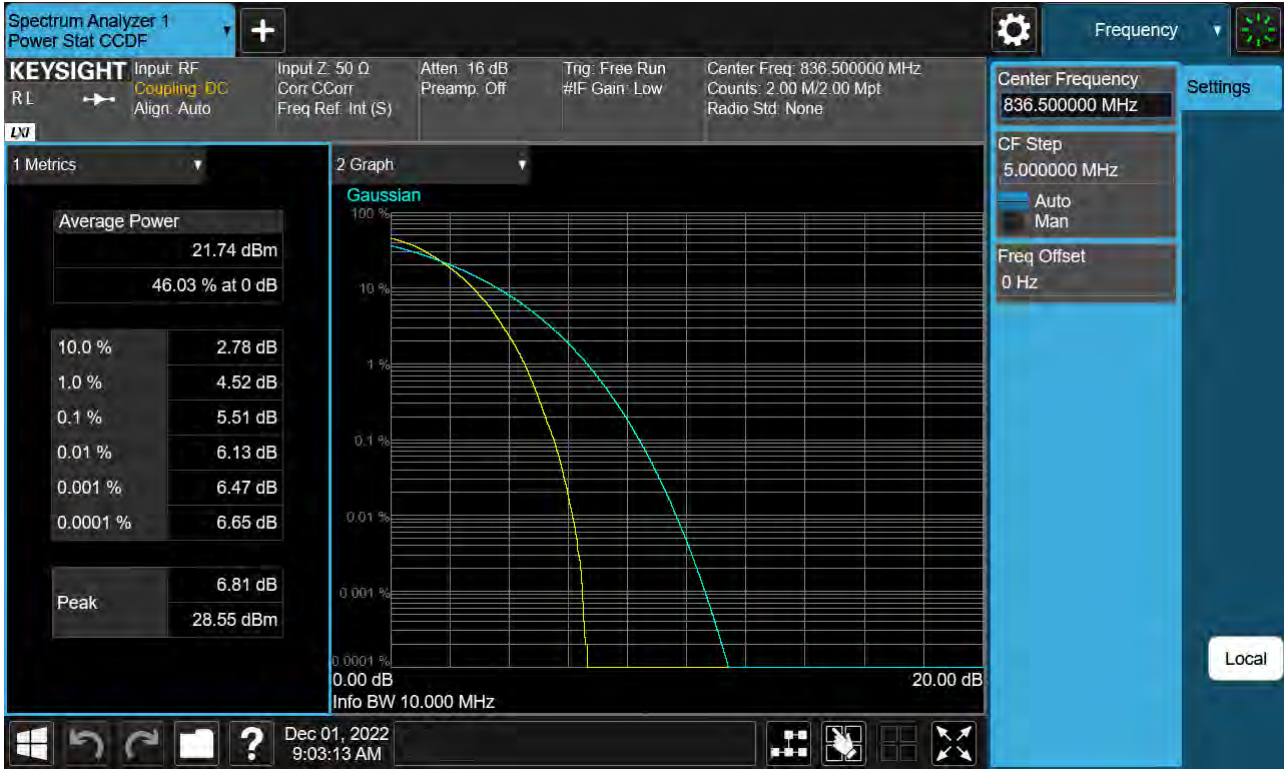 Spectrum Analyzer 1
Power Stat CCDF
Frequency
KEYSIGHT
R L
LXI
Input: RF
Coupling: DC
Align: Auto
Input Z: 50 Ω
Corr CCorr
Freq Ref: Int (S)
Atten: 16 dB
Preamp: Off
Trig: Free Run
#IF Gain: Low
Center Freq: 836.500000 MHz
Counts: 2.00 M/2.00 Mpt
Radio Std: None
1 Metrics
Average Power
21.74 dBm
46.03 % at 0 dB
10.0 % 2.78 dB
1.0 % 4.52 dB
0.1 % 5.51 dB
0.01 % 6.13 dB
0.001 % 6.47 dB
0.0001 % 6.65 dB
Peak
6.81 dB
28.55 dBm
2 Graph
Gaussian
100 %
10 %
1 %
0.1 %
0.01 %
0.001 %
0.0001 %
0.00 dB 20.00 dB
Info BW 10.000 MHz
Center Frequency
836.500000 MHz
CF Step
5.000000 MHz
Auto
Man
Freq Offset
0 Hz
Settings
Local
?
Dec 01, 2022
9:03:13 AM